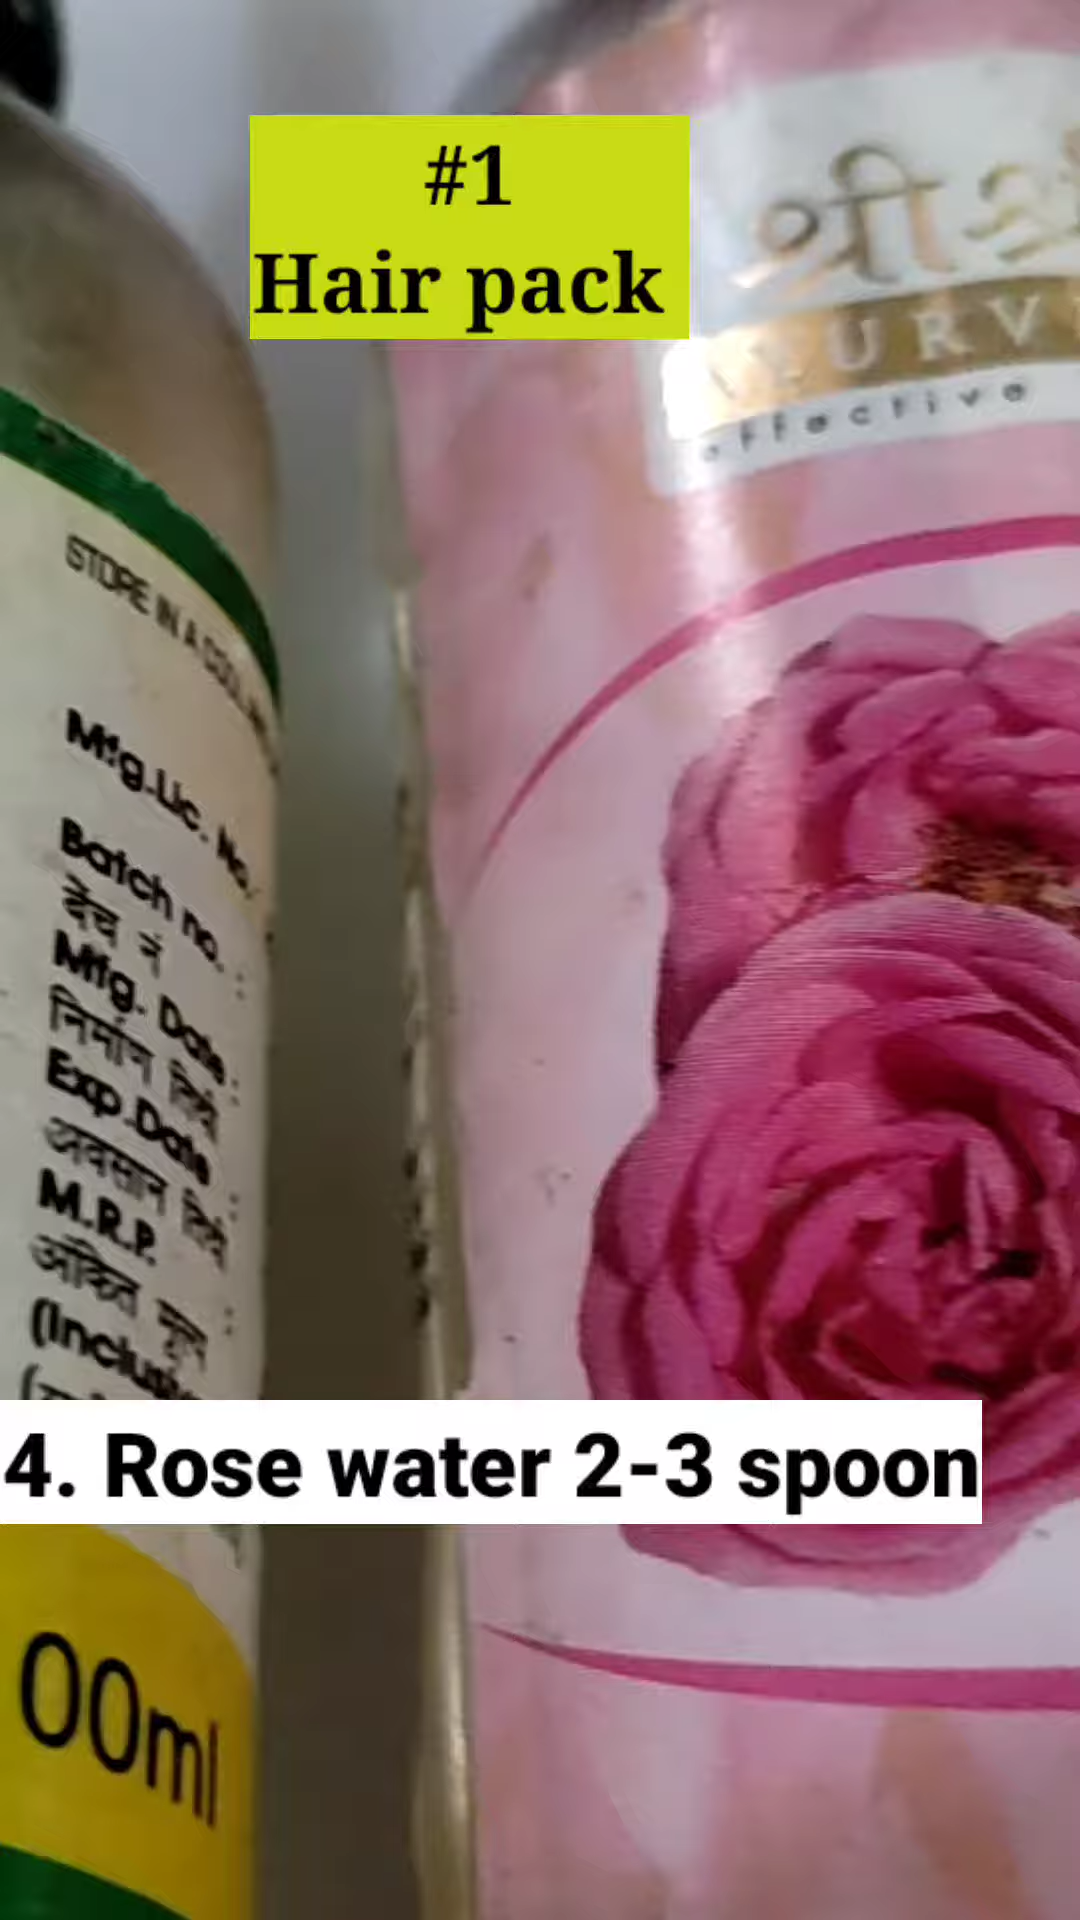 #1
Hair pack
श्री श्री
URV
effective
STORE IN A COOL
Mfg.Lic. No.
Batch no. :
बैच नं
Mfg. Date :
निर्माण तिथि
Exp.Date :
अवसान तिथि
M.R.P. :
अंकित मूल्य
4. Rose water 2-3 spoon
00ml